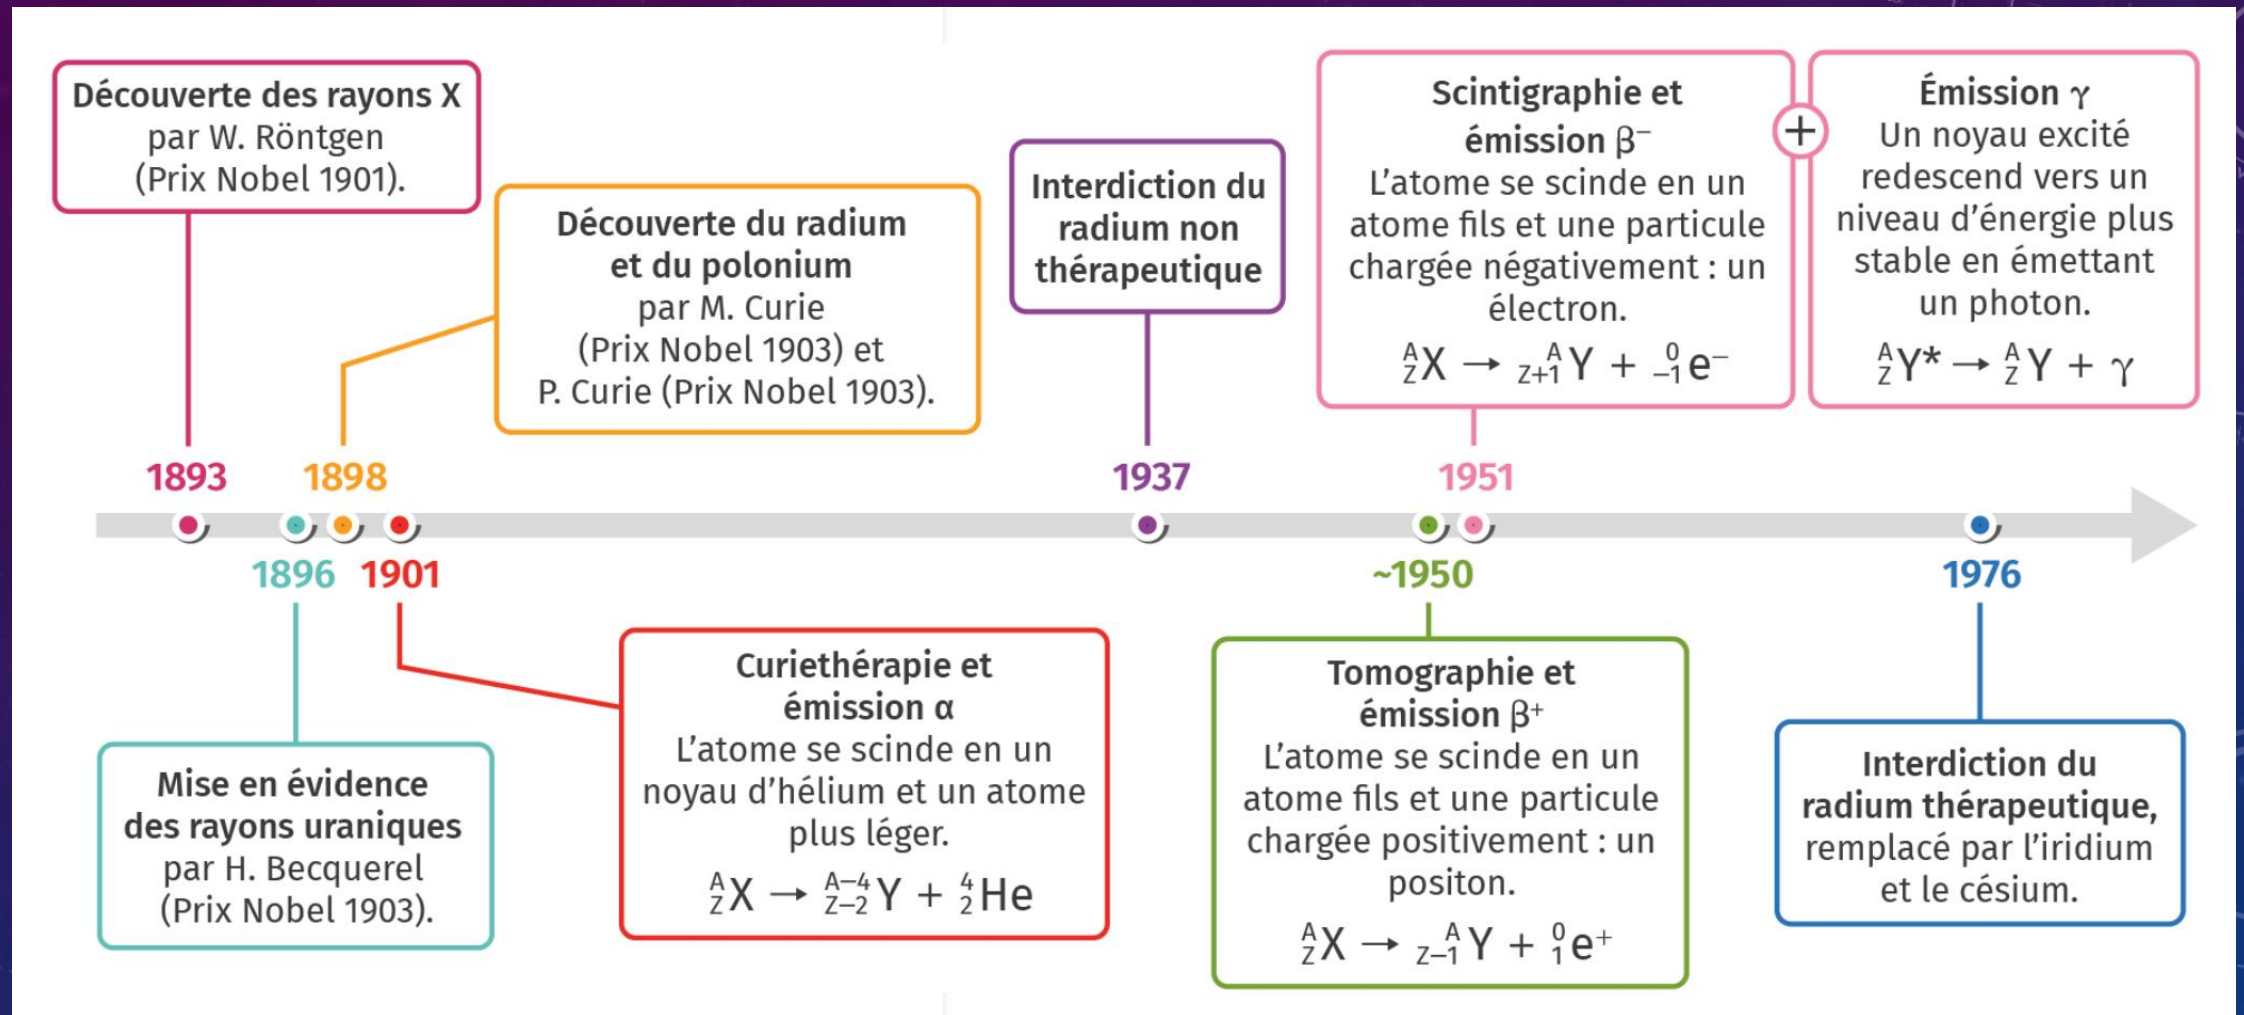 Découverte des rayons X
par W. Röntgen
(Prix Nobel 1901).
Découverte du radium
et du polonium
par M. Curie
(Prix Nobel 1903) et
P. Curie (Prix Nobel 1903).
Interdiction du
radium non
thérapeutique
Scintigraphie et
émission β⁻
L’atome se scinde en un
atome fils et une particule
chargée négativement : un
électron.
ᴬ_Z X → ᴬ_Z+1 Y + ⁰_–1 e⁻
+
Émission γ
Un noyau excité
redescend vers un
niveau d’énergie plus
stable en émettant
un photon.
ᴬ_Z Y* → ᴬ_Z Y + γ
1893
1898
1937
1951
1896
1901
~1950
1976
Mise en évidence
des rayons uraniques
par H. Becquerel
(Prix Nobel 1903).
Curiethérapie et
émission α
L’atome se scinde en un
noyau d’hélium et un atome
plus léger.
ᴬ_Z X → ᴬ⁻⁴_Z–2 Y + ⁴_2 He
Tomographie et
émission β⁺
L’atome se scinde en un
atome fils et une particule
chargée positivement : un
positon.
ᴬ_Z X → ᴬ_Z–1 Y + ⁰_1 e⁺
Interdiction du
radium thérapeutique,
remplacé par l’iridium
et le césium.